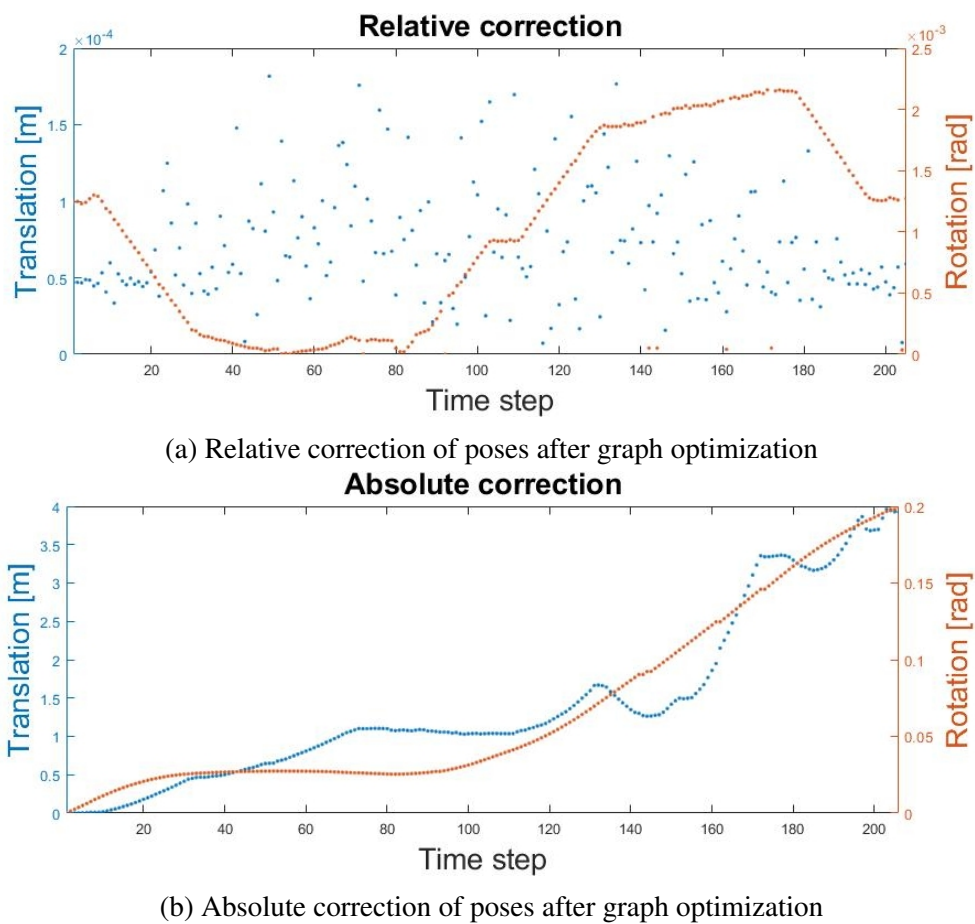 Relative correction
×10⁻⁴
×10⁻³
2
2.5
1.5
2
1
1.5
0.5
1
0
0.5
0
Translation [m]
Rotation [rad]
20 40 60 80 100 120 140 160 180 200
Time step
(a) Relative correction of poses after graph optimization
Absolute correction
4
0.2
3.5
3
0.15
2.5
2
0.1
1.5
1
0.05
0.5
0
0
Translation [m]
Rotation [rad]
20 40 60 80 100 120 140 160 180 200
Time step
(b) Absolute correction of poses after graph optimization